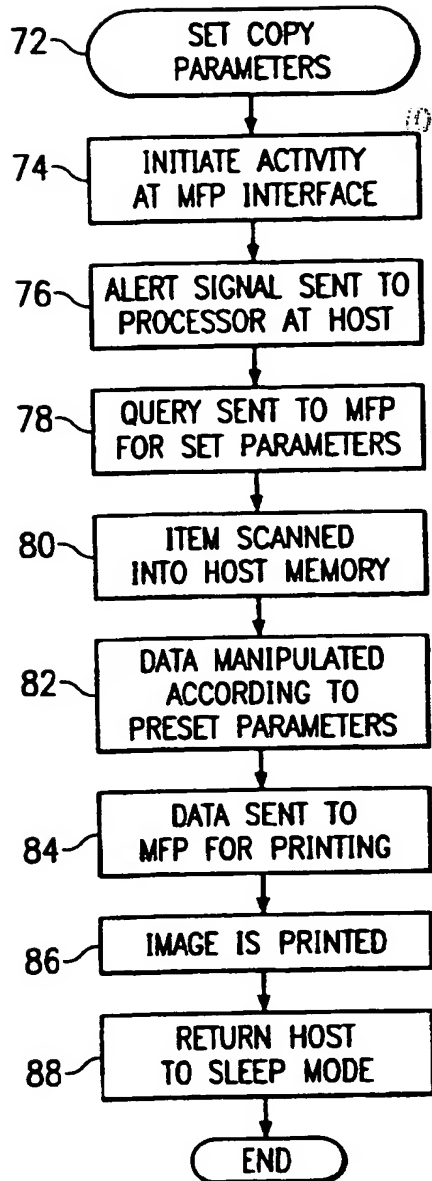 72
SET COPY
PARAMETERS
74
INITIATE ACTIVITY
AT MFP INTERFACE
76
ALERT SIGNAL SENT TO
PROCESSOR AT HOST
78
QUERY SENT TO MFP
FOR SET PARAMETERS
80
ITEM SCANNED
INTO HOST MEMORY
82
DATA MANIPULATED
ACCORDING TO
PRESET PARAMETERS
84
DATA SENT TO
MFP FOR PRINTING
86
IMAGE IS PRINTED
88
RETURN HOST
TO SLEEP MODE
END